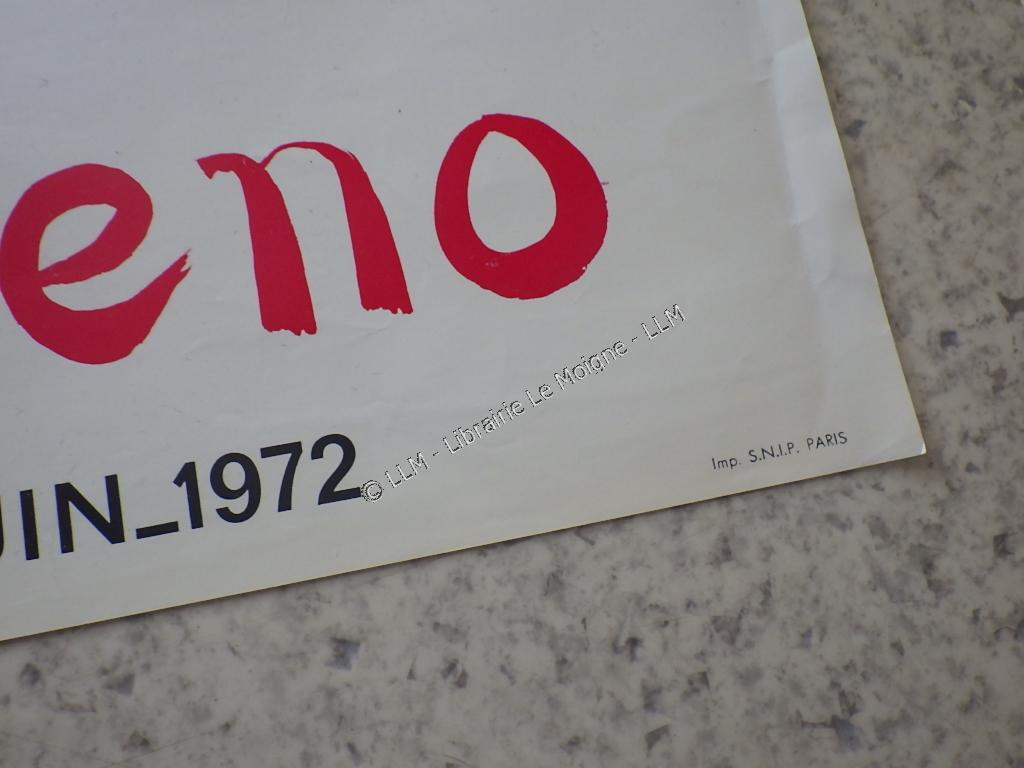 eno
UIN_1972
© LLM - Librairie Le Moigne - LLM
Imp. S.N.I.P. PARIS